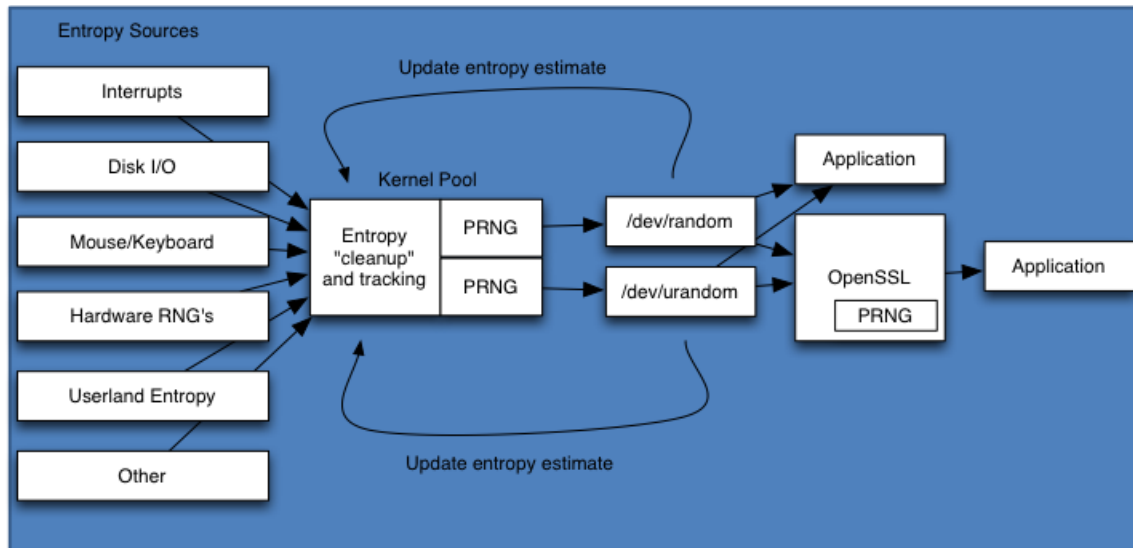 Entropy Sources
Interrupts
Disk I/O
Mouse/Keyboard
Hardware RNG's
Userland Entropy
Other
Update entropy estimate
Kernel Pool
Entropy
"cleanup"
and tracking
PRNG
PRNG
/dev/random
/dev/urandom
Update entropy estimate
Application
OpenSSL
PRNG
Application